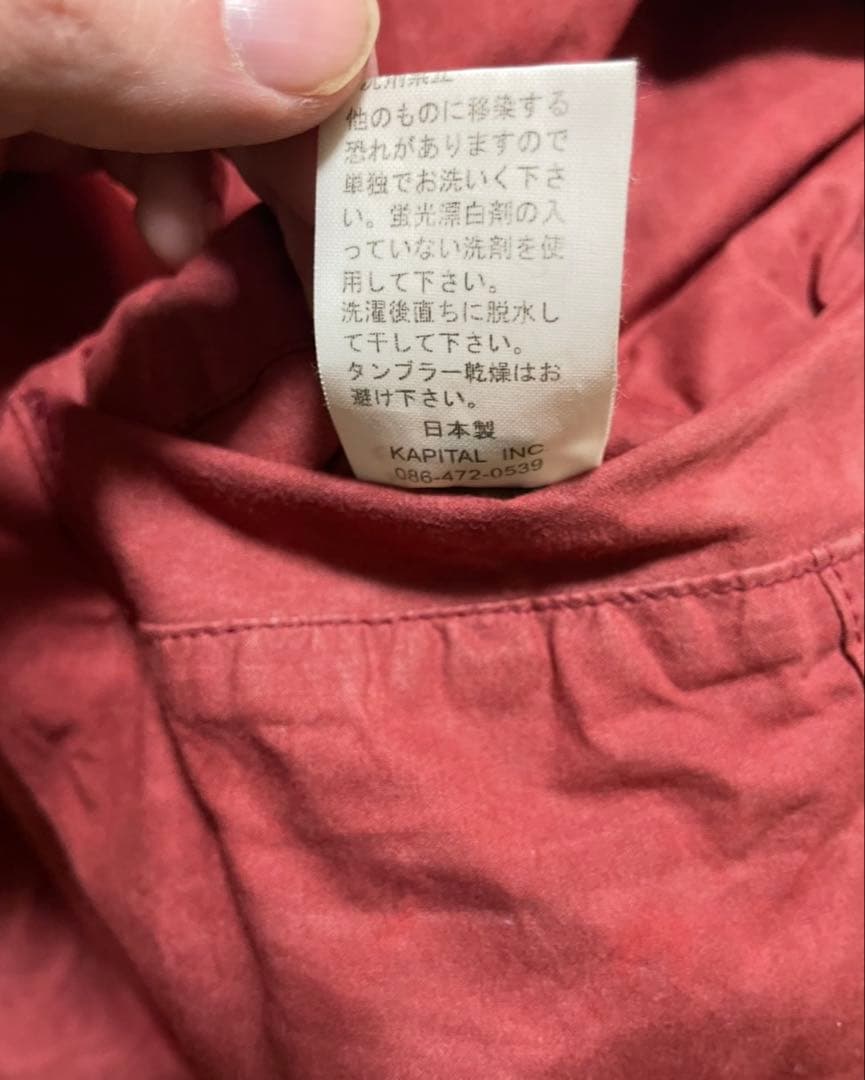 他のものに移染する
恐れがありますので
単独でお洗いく下さ
い。蛍光漂白剤の入
っていない洗剤を使
用して下さい。
洗濯後直ちに脱水し
て干して下さい。
タンブラー乾燥はお
避け下さい。
日本製
KAPITAL INC
086-472-0539